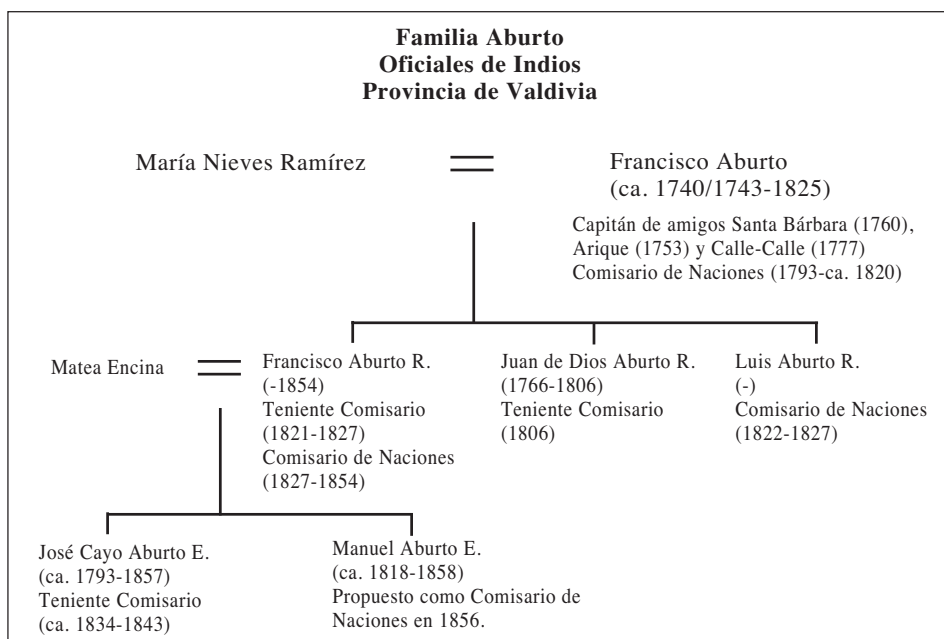 Familia Aburto
Oficiales de Indios
Provincia de Valdivia
María Nieves Ramírez
Francisco Aburto
(ca. 1740/1743-1825)
Capitán de amigos Santa Bárbara (1760),
Arique (1753) y Calle-Calle (1777)
Comisario de Naciones (1793-ca. 1820)
Matea Encina
Francisco Aburto R.
(-1854)
Teniente Comisario
(1821-1827)
Comisario de Naciones
(1827-1854)
Juan de Dios Aburto R.
(1766-1806)
Teniente Comisario
(1806)
Luis Aburto R.
(-)
Comisario de Naciones
(1822-1827)
José Cayo Aburto E.
(ca. 1793-1857)
Teniente Comisario
(ca. 1834-1843)
Manuel Aburto E.
(ca. 1818-1858)
Propuesto como Comisario de
Naciones en 1856.